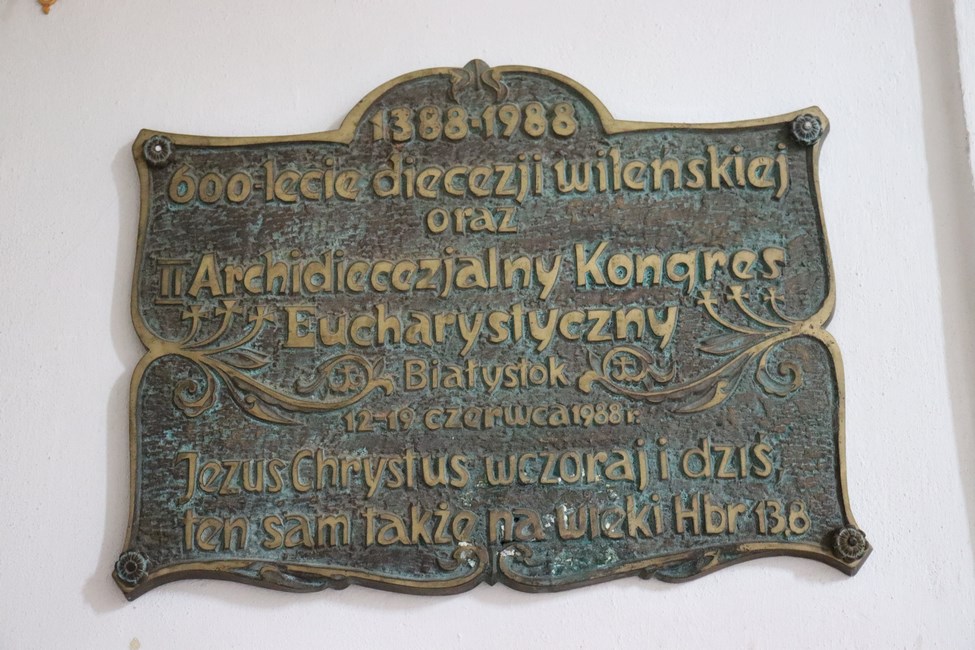 1388-1988
600-lecie diecezji wileńskiej
oraz
II Archidiecezjalny Kongres
Eucharystyczny
Białystok
12-19 czerwca 1988 r.
Jezus Chrystus wczoraj i dziś,
ten sam także na wieki Hbr 13,8